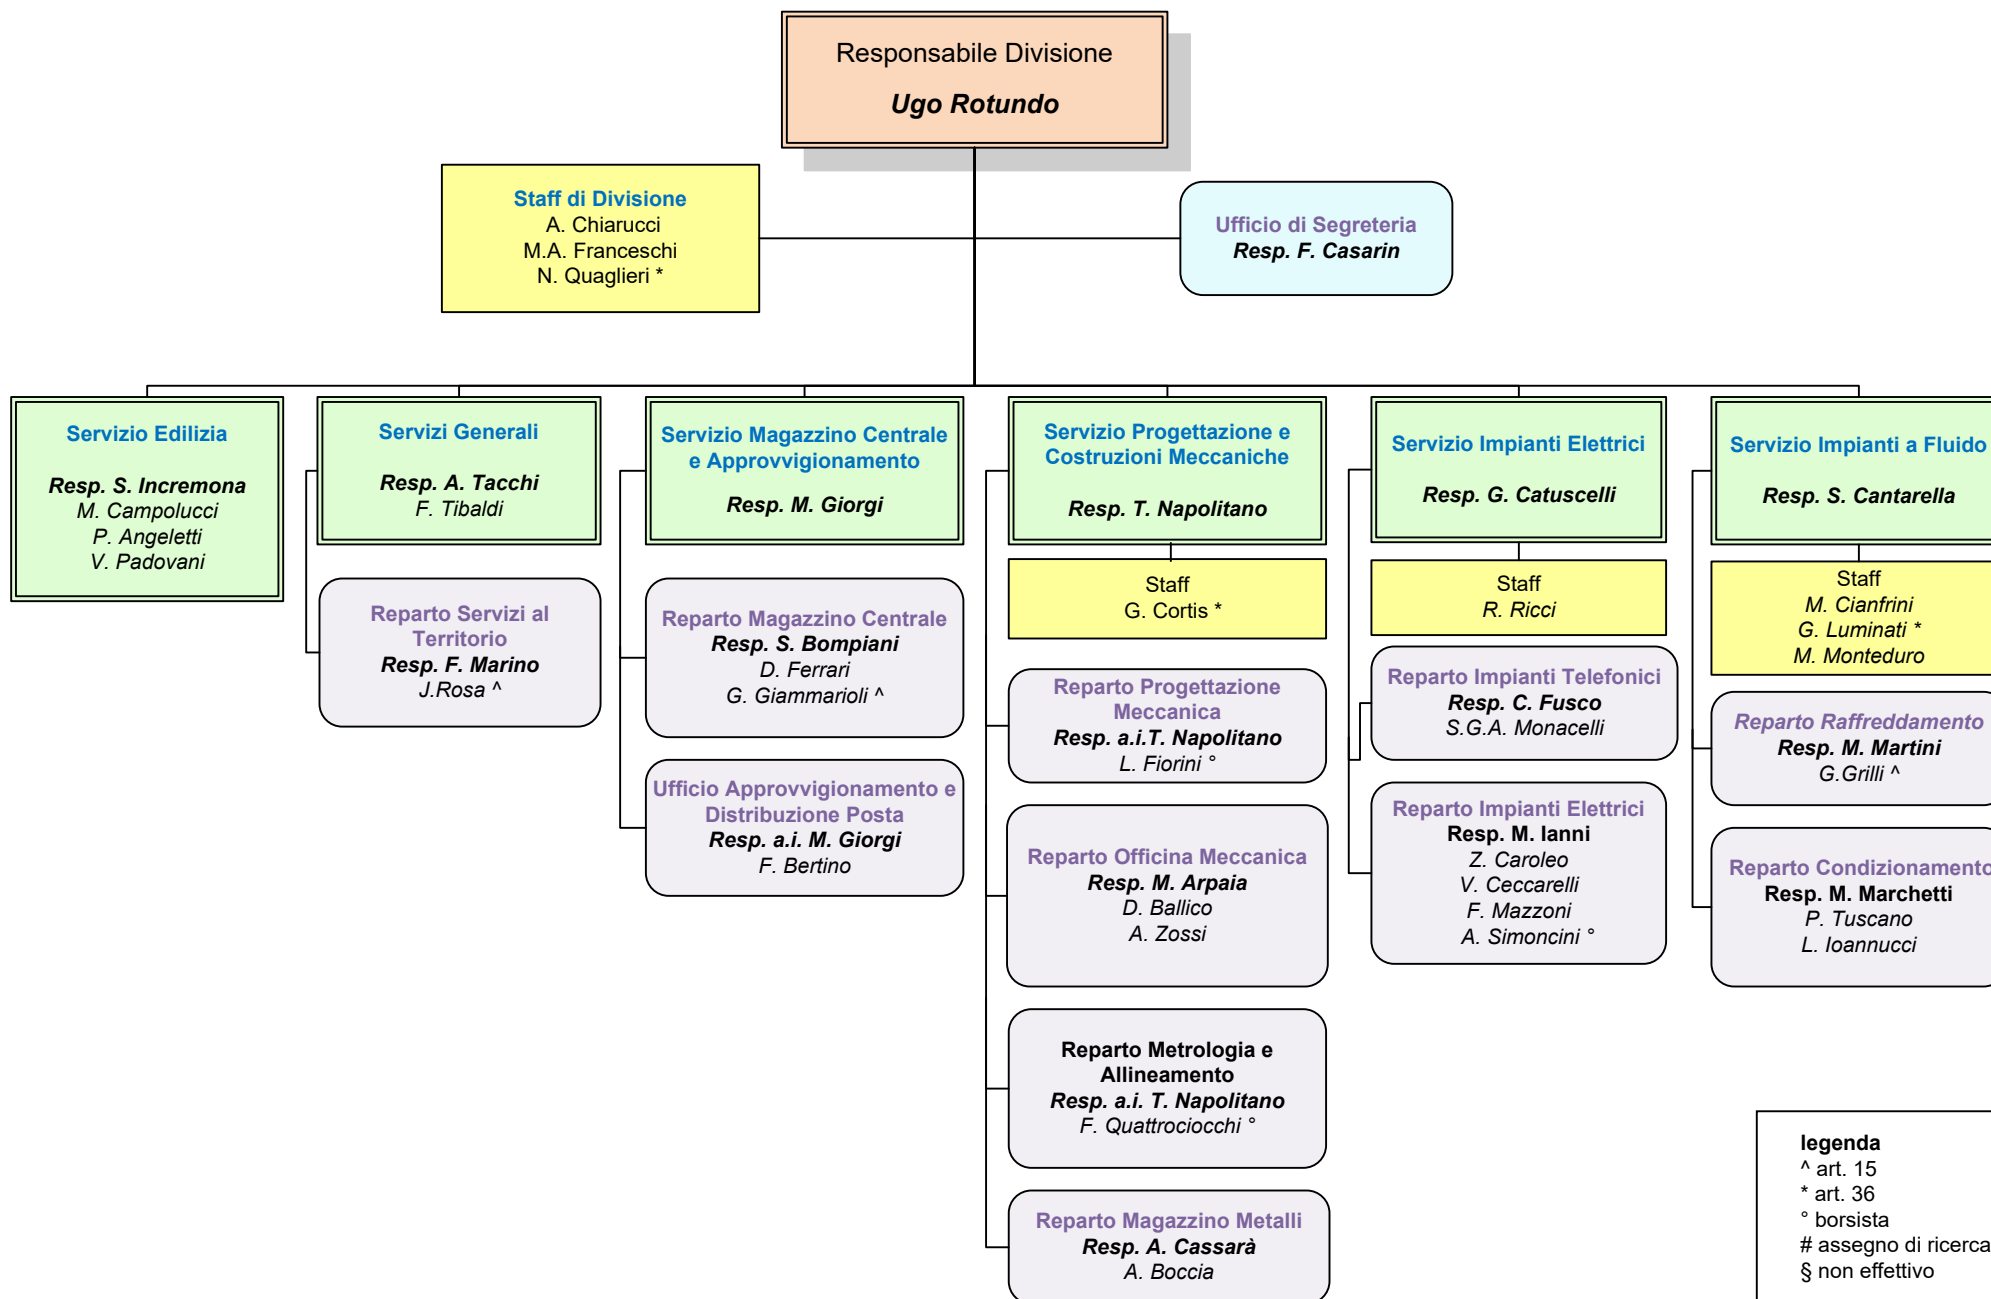 Responsabile Divisione
Ugo Rotundo
Staff di Divisione
A. Chiarucci
M.A. Franceschi
N. Quaglieri *
Ufficio di Segreteria
Resp. F. Casarin
Servizio Edilizia
Resp. S. Incremona
M. Campolucci
P. Angeletti
V. Padovani
Servizi Generali
Resp. A. Tacchi
F. Tibaldi
Reparto Servizi al
Territorio
Resp. F. Marino
J.Rosa ^
Servizio Magazzino Centrale
e Approvvigionamento
Resp. M. Giorgi
Reparto Magazzino Centrale
Resp. S. Bompiani
D. Ferrari
G. Giammarioli ^
Ufficio Approvvigionamento e
Distribuzione Posta
Resp. a.i. M. Giorgi
F. Bertino
Servizio Progettazione e
Costruzioni Meccaniche
Resp. T. Napolitano
Staff
G. Cortis *
Reparto Progettazione
Meccanica
Resp. a.i.T. Napolitano
L. Fiorini °
Reparto Officina Meccanica
Resp. M. Arpaia
D. Ballico
A. Zossi
Reparto Metrologia e
Allineamento
Resp. a.i. T. Napolitano
F. Quattrociocchi °
Reparto Magazzino Metalli
Resp. A. Cassarà
A. Boccia
Servizio Impianti Elettrici
Resp. G. Catuscelli
Staff
R. Ricci
Reparto Impianti Telefonici
Resp. C. Fusco
S.G.A. Monacelli
Reparto Impianti Elettrici
Resp. M. Ianni
Z. Caroleo
V. Ceccarelli
F. Mazzoni
A. Simoncini °
Servizio Impianti a Fluido
Resp. S. Cantarella
Staff
M. Cianfrini
G. Luminati *
M. Monteduro
Reparto Raffreddamento
Resp. M. Martini
G.Grilli ^
Reparto Condizionamento
Resp. M. Marchetti
P. Tuscano
L. Ioannucci
legenda
^ art. 15
* art. 36
° borsista
# assegno di ricerca
§ non effettivo